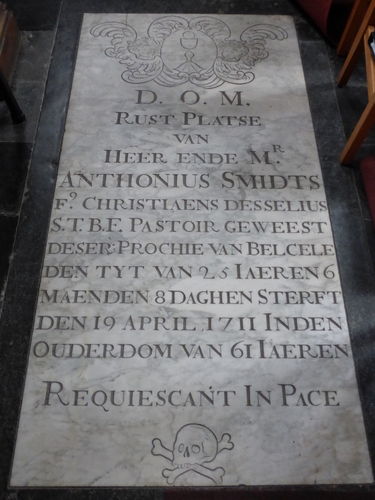 D. O. M.
RUST PLATSE
VAN
HEER ENDE M.R
ANTHONIUS SMIDTS
F.o CHRISTIAENS DESSELIUS
S.T.B.F. PASTOIR GEWEEST
DESER PROCHIE VAN BELCELE
DEN TYT VAN 25 IAEREN 6
MAENDEN 8 DAGHEN STERFT
DEN 19 APRIL 1711 INDEN
OUDERDOM VAN 61 IAEREN
REQUIESCANT IN PACE